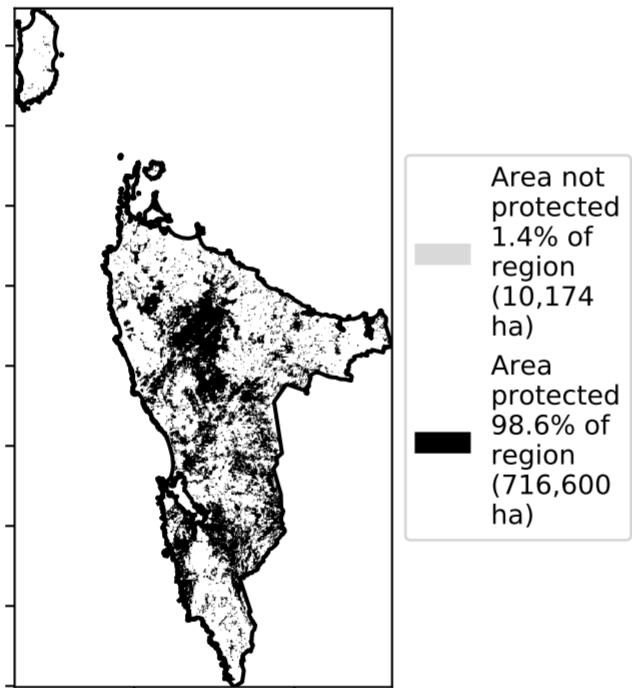 Area not
protected
1.4% of
region
(10,174
ha)
Area
protected
98.6% of
region
(716,600
ha)